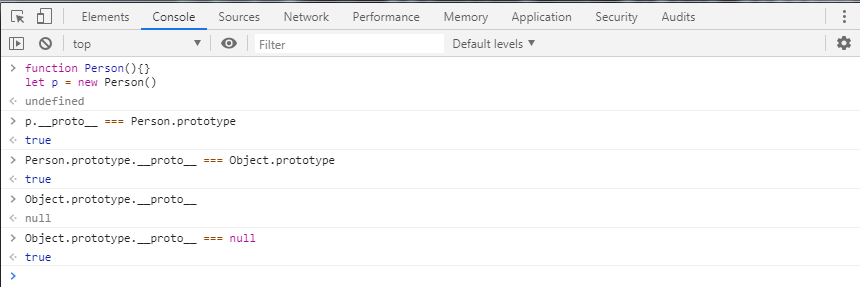 Elements Console Sources Network Performance Memory Application Security Audits
top Filter Default levels
function Person(){}
let p = new Person()
undefined
p.__proto__ === Person.prototype
true
Person.prototype.__proto__ === Object.prototype
true
Object.prototype.__proto__
null
Object.prototype.__proto__ === null
true